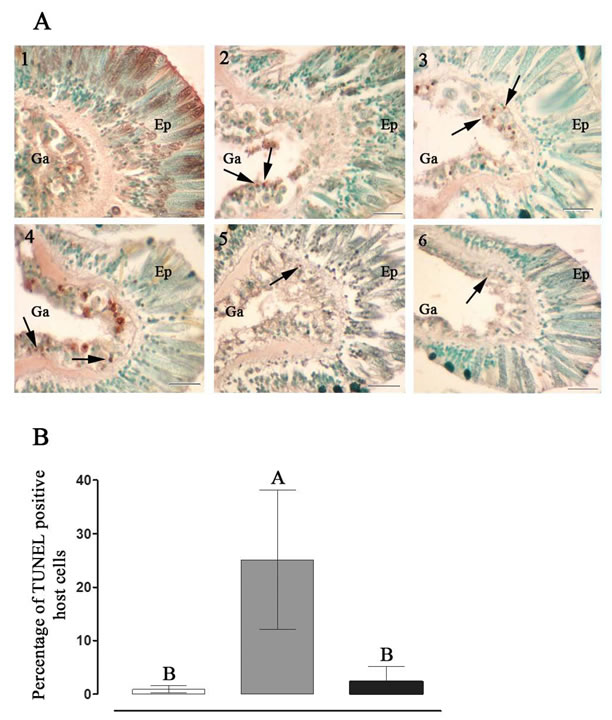 A
1
Ep
Ga
2
Ep
Ga
3
Ep
Ga
4
Ep
Ga
5
Ep
Ga
6
Ep
Ga
B
Percentage of TUNEL positive
host cells
40
30
20
10
0
B
A
B